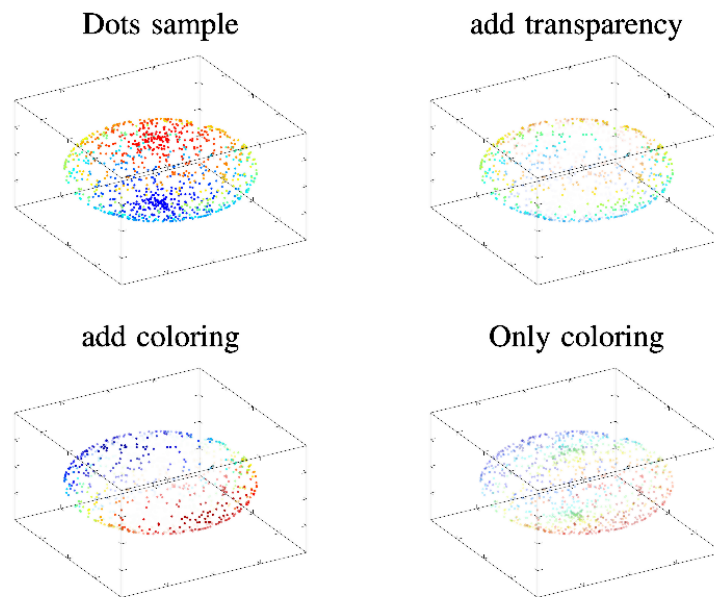 Dots sample
add transparency
add coloring
Only coloring